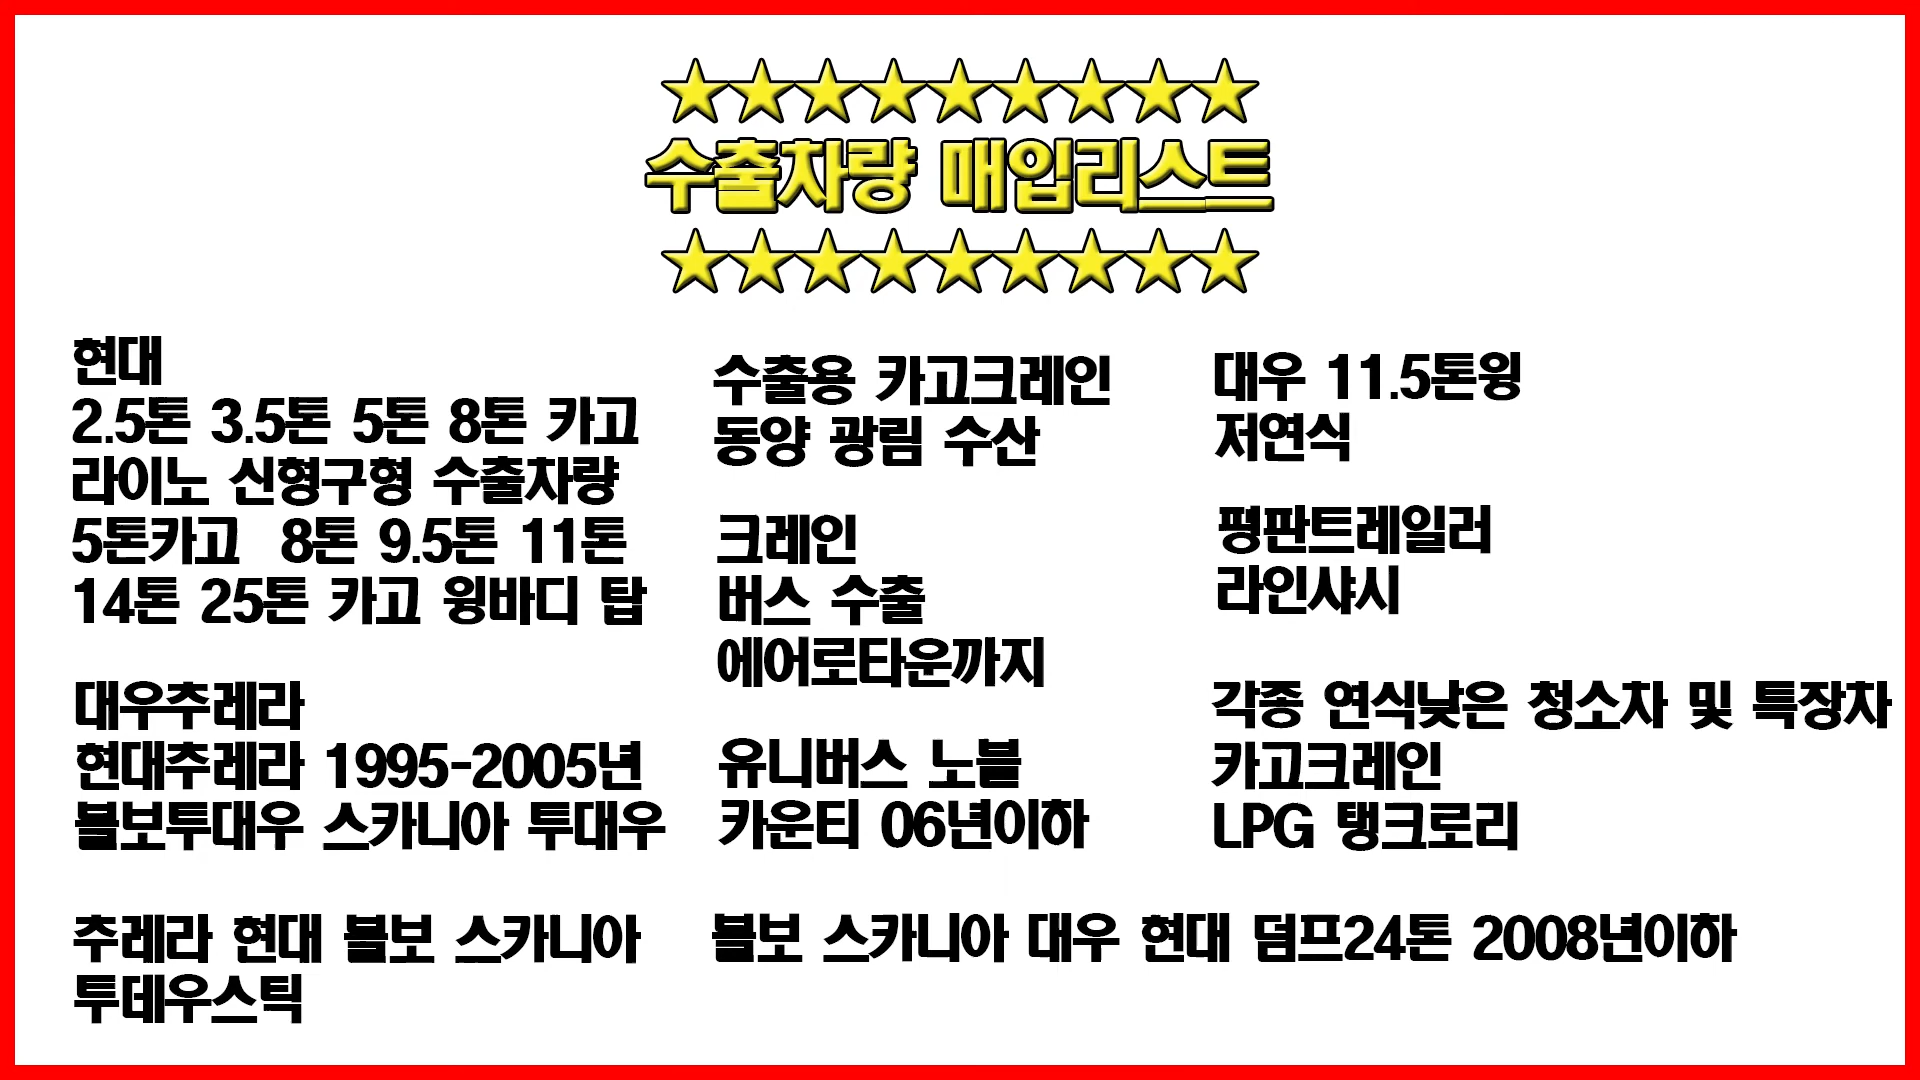 ★★★★★★★★★
수출차량 매입리스트
★★★★★★★★★
현대
2.5톤 3.5톤 5톤 8톤 카고
라이노 신형구형 수출차량
5톤카고 8톤 9.5톤 11톤
14톤 25톤 카고 윙바디 탑
대우추레라
현대추레라 1995-2005년
볼보투대우 스카니아 투대우
추레라 현대 볼보 스카니아
투데우스틱
수출용 카고크레인
동양 광림 수산
크레인
버스 수출
에어로타운까지
유니버스 노블
카운티 06년이하
볼보 스카니아 대우 현대 덤프24톤 2008년이하
대우 11.5톤윙
저연식
평판트레일러
라인샤시
각종 연식낮은 청소차 및 특장차
카고크레인
LPG 탱크로리